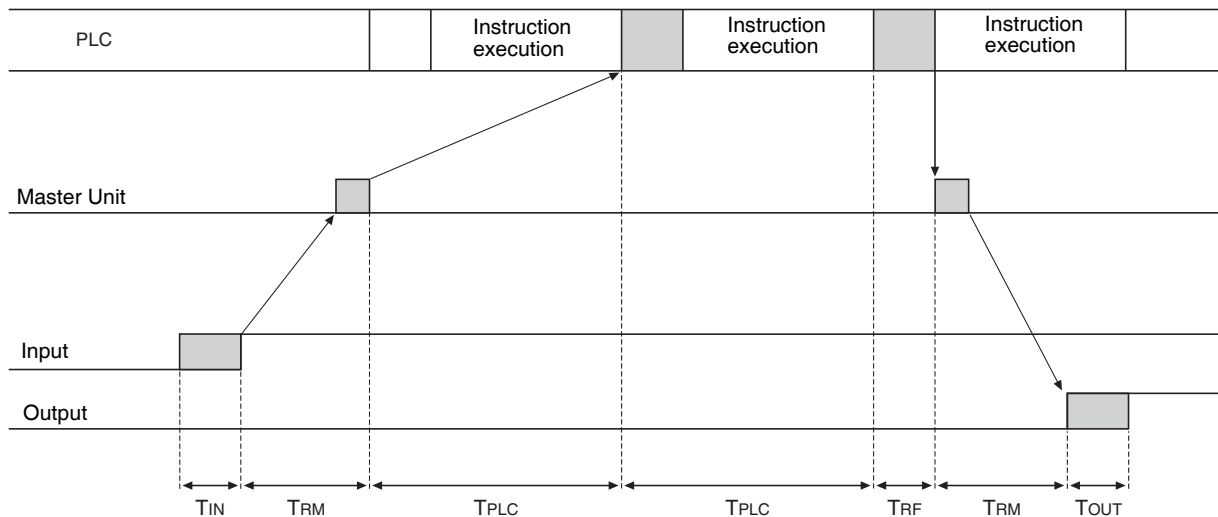 PLC
Instruction
execution
Instruction
execution
Instruction
execution
Master Unit
Input
Output
TIN
TRM
TPLC
TPLC
TRF
TRM
TOUT